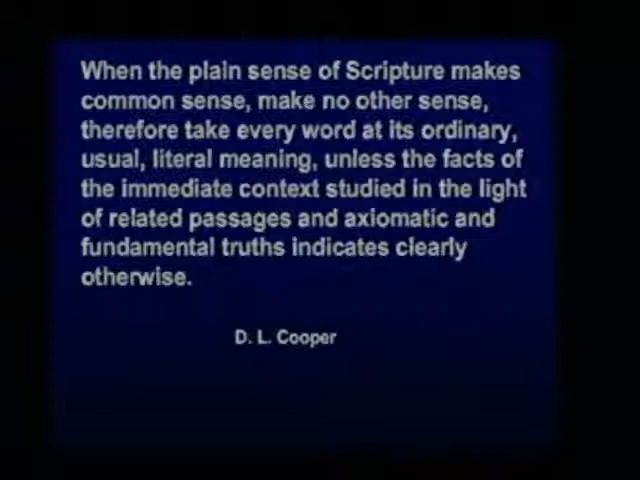 When the plain sense of Scripture makes
common sense, make no other sense,
therefore take every word at its ordinary,
usual, literal meaning, unless the facts of
the immediate context studied in the light
of related passages and axiomatic and
fundamental truths indicates clearly
otherwise.
D. L. Cooper